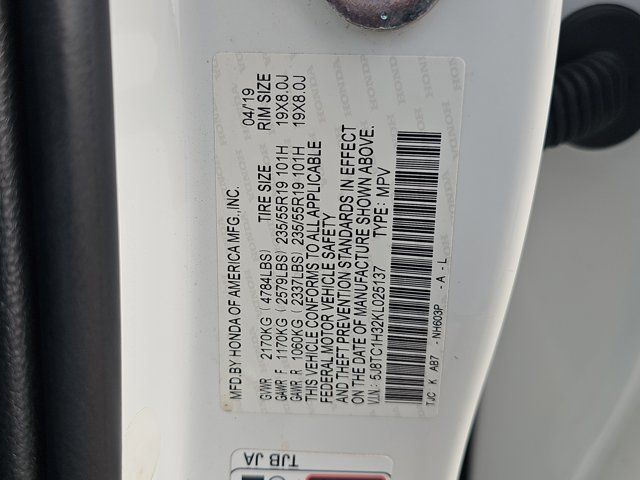 MFD.BY HONDA OF AMERICA MFG.,INC. 04/19
GVWR 2170KG (4784LBS) TIRE SIZE RIM SIZE
GAWR F 1170KG (2579LBS) 235/55R19 101H 19X8.0J
GAWR R 1060KG (2337LBS) 235/55R19 101H 19X8.0J
THIS VEHICLE CONFORMS TO ALL APPLICABLE
FEDERAL MOTOR VEHICLE SAFETY
AND THEFT PREVENTION STANDARDS IN EFFECT
ON THE DATE OF MANUFACTURE SHOWN ABOVE.
V.I.N.: 5J8TC1H32KL025137 TYPE: MPV
TJC K AB7 - NH603P - A - L
TJB JA
HONDA